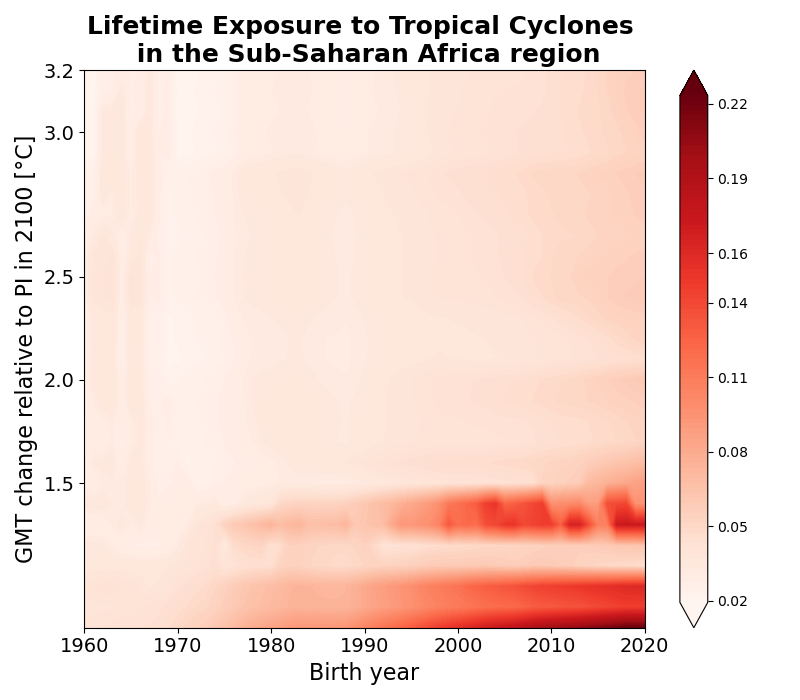 Lifetime Exposure to Tropical Cyclones
in the Sub-Saharan Africa region
GMT change relative to PI in 2100 [°C]
3.2
3.0
2.5
2.0
1.5
1960 1970 1980 1990 2000 2010 2020
Birth year
0.22
0.19
0.16
0.14
0.11
0.08
0.05
0.02